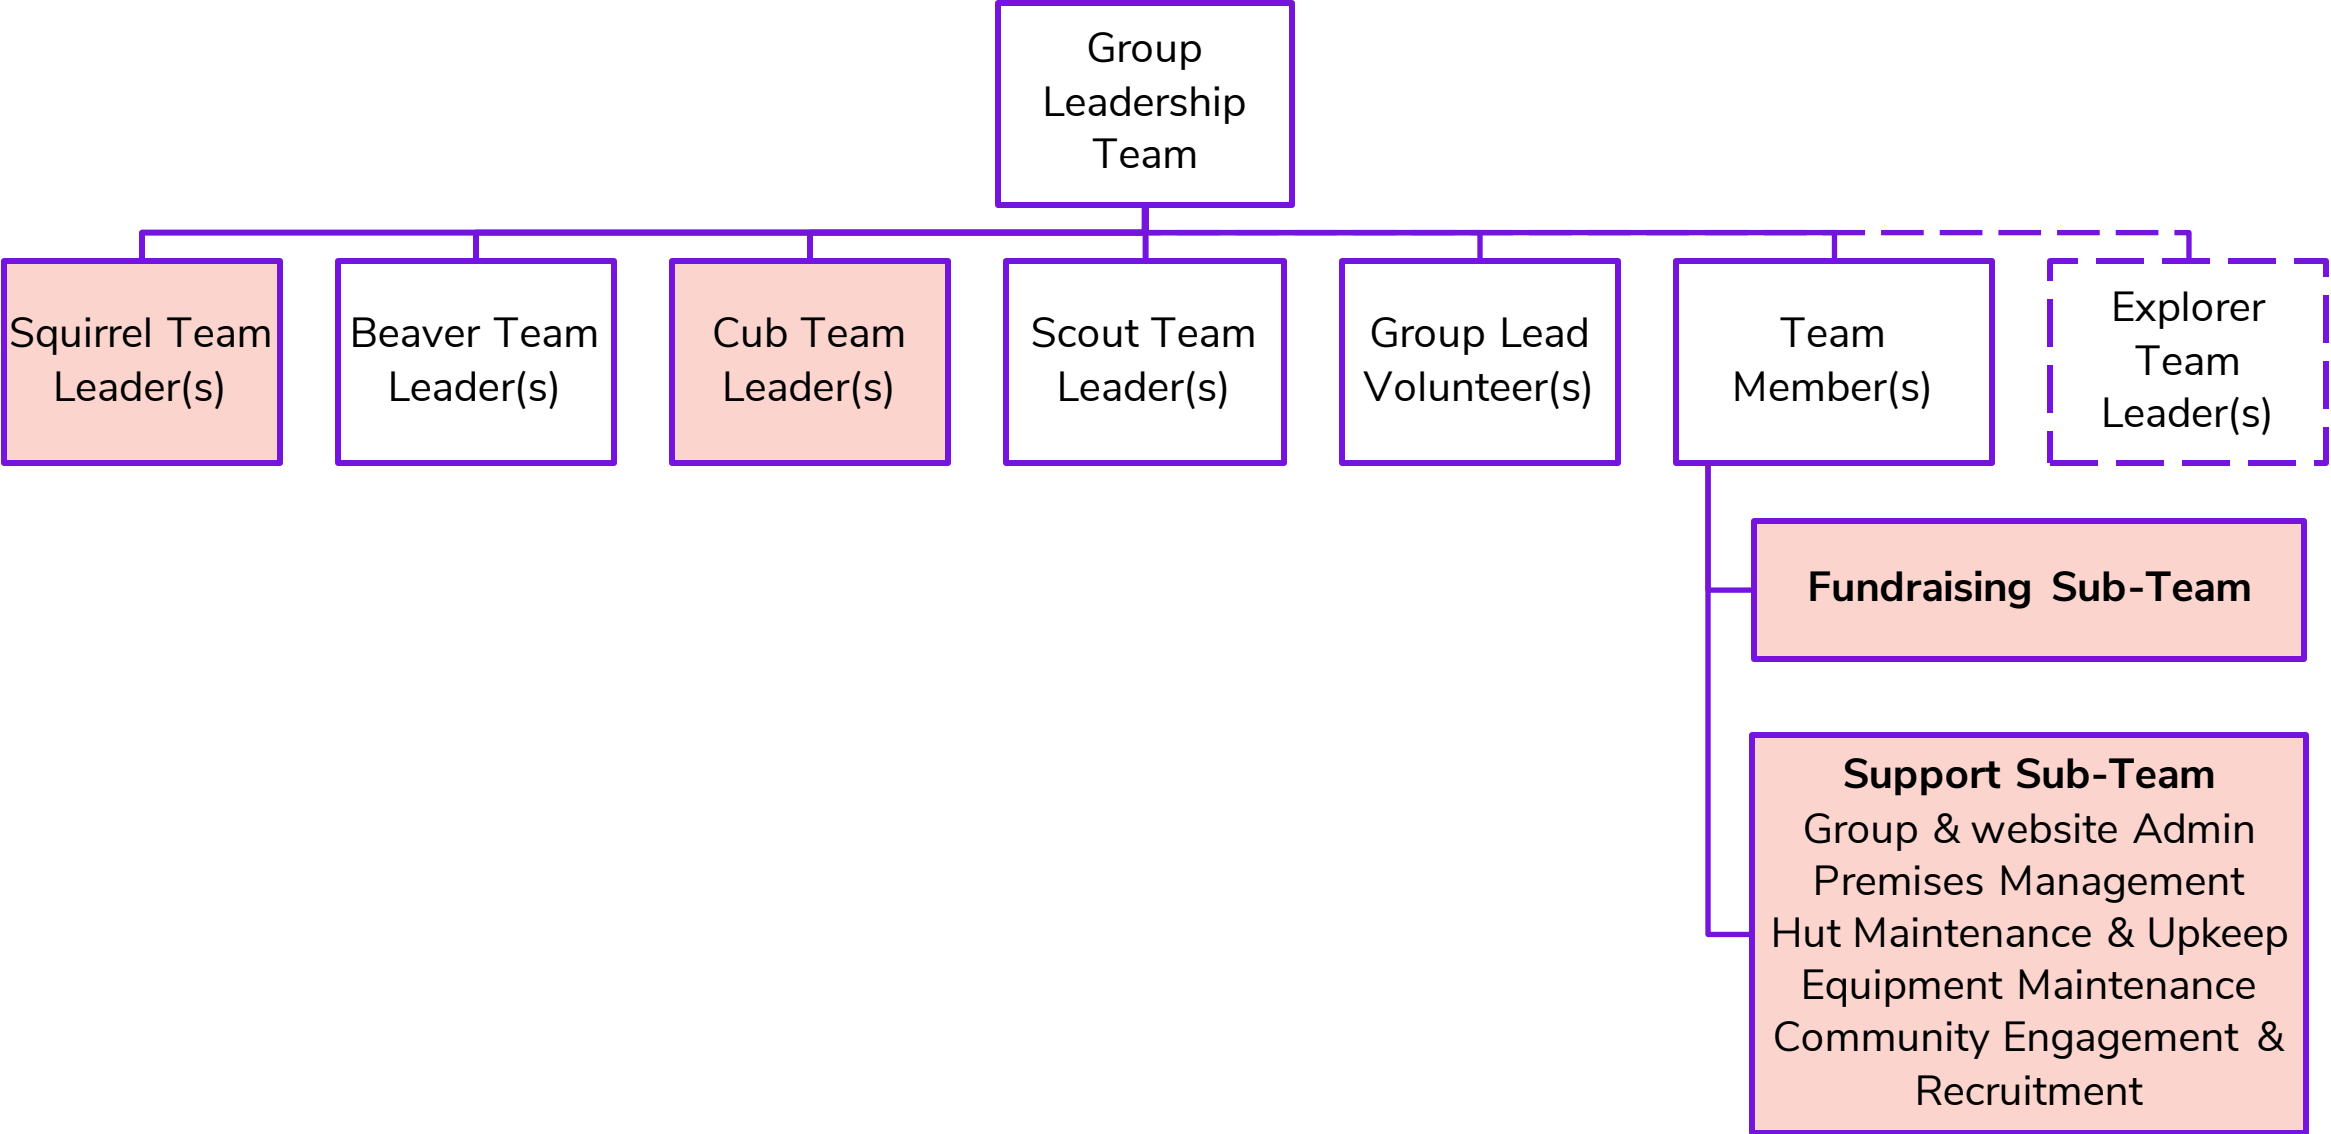 Group
Leadership
Team
Squirrel Team
Leader(s)
Beaver Team
Leader(s)
Cub Team
Leader(s)
Scout Team
Leader(s)
Group Lead
Volunteer(s)
Team
Member(s)
Explorer
Team
Leader(s)
Fundraising Sub-Team
Support Sub-Team
Group & website Admin
Premises Management
Hut Maintenance & Upkeep
Equipment Maintenance
Community Engagement &
Recruitment